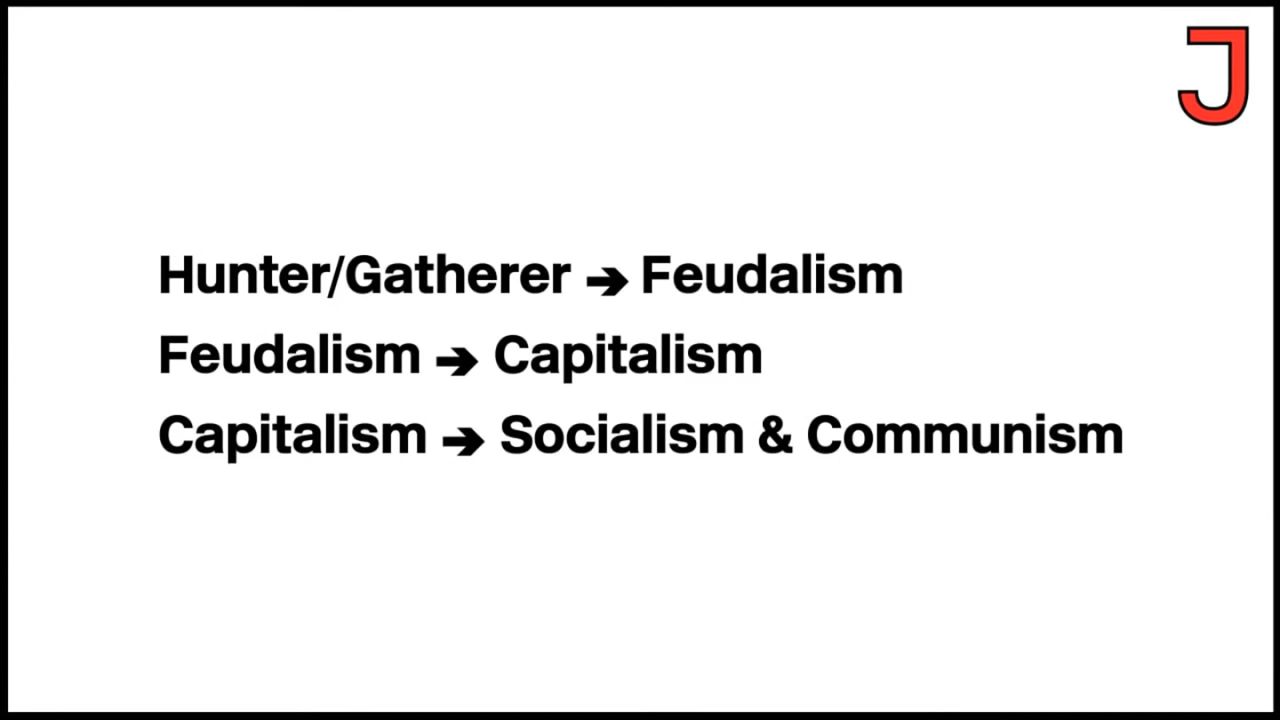 J
Hunter/Gatherer ➔ Feudalism
Feudalism ➔ Capitalism
Capitalism ➔ Socialism & Communism